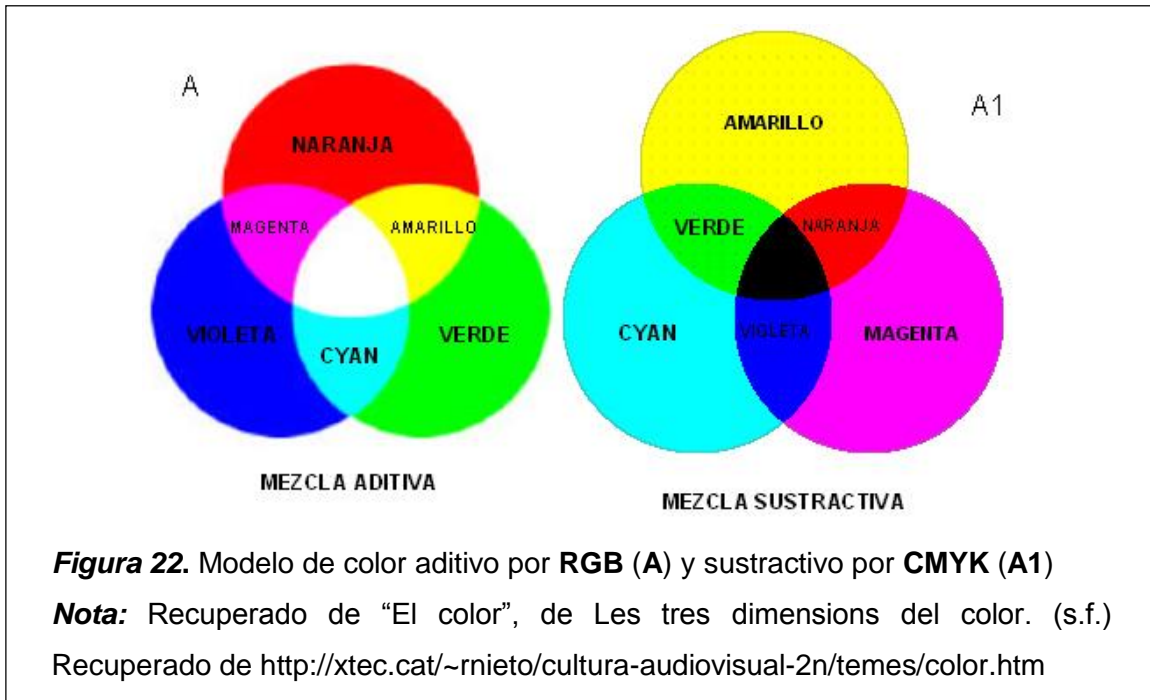 A
NARANJA
MAGENTA
AMARILLO
VIOLETA
CYAN
VERDE
MEZCLA ADITIVA
A1
AMARILLO
VERDE
NARANJA
CYAN
VIOLETA
MAGENTA
MEZCLA SUSTRACTIVA
Figura 22. Modelo de color aditivo por RGB (A) y sustractivo por CMYK (A1)
Nota: Recuperado de “El color”, de Les tres dimensions del color. (s.f.)
Recuperado de http://xtec.cat/~rnieto/cultura-audiovisual-2n/temes/color.htm